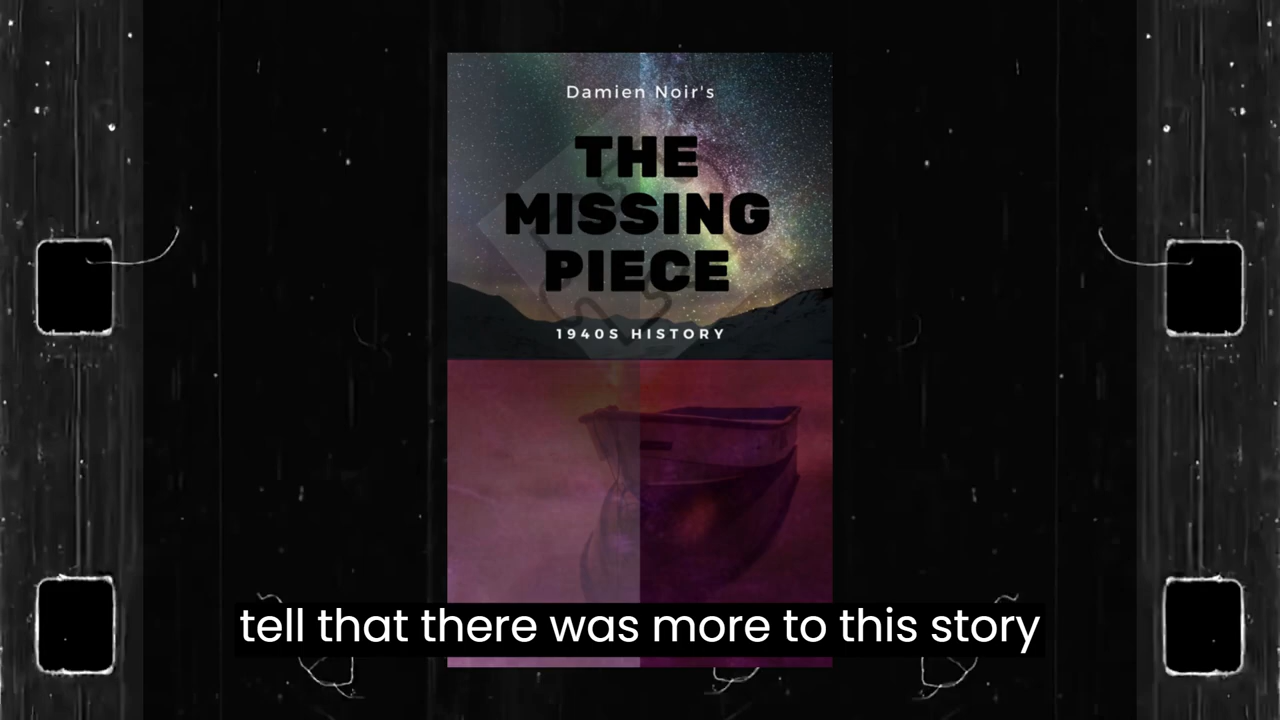 Damien Noir's
THE
MISSING
PIECE
1940S HISTORY
tell that there was more to this story